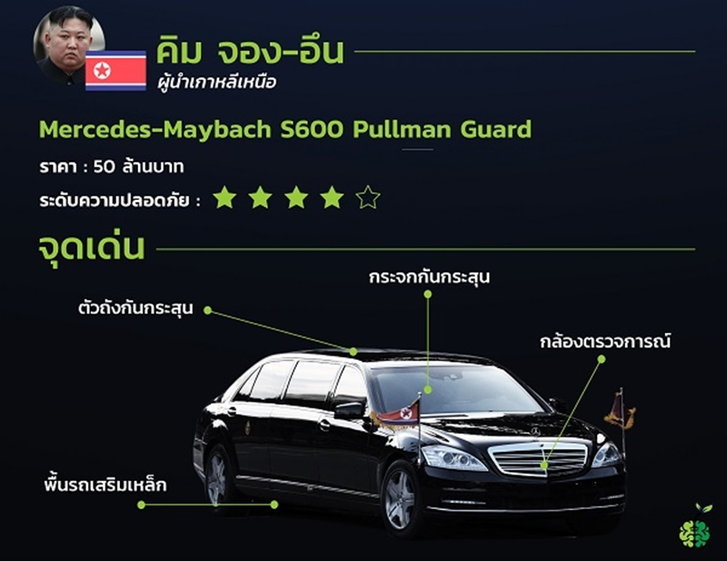 คิม จอง-อึน
ผู้นำเกาหลีเหนือ
Mercedes-Maybach S600 Pullman Guard
ราคา : 50 ล้านบาท
ระดับความปลอดภัย :
จุดเด่น
กระจกกันกระสุน
ตัวถังกันกระสุน
กล้องตรวจการณ์
พื้นรถเสริมเหล็ก